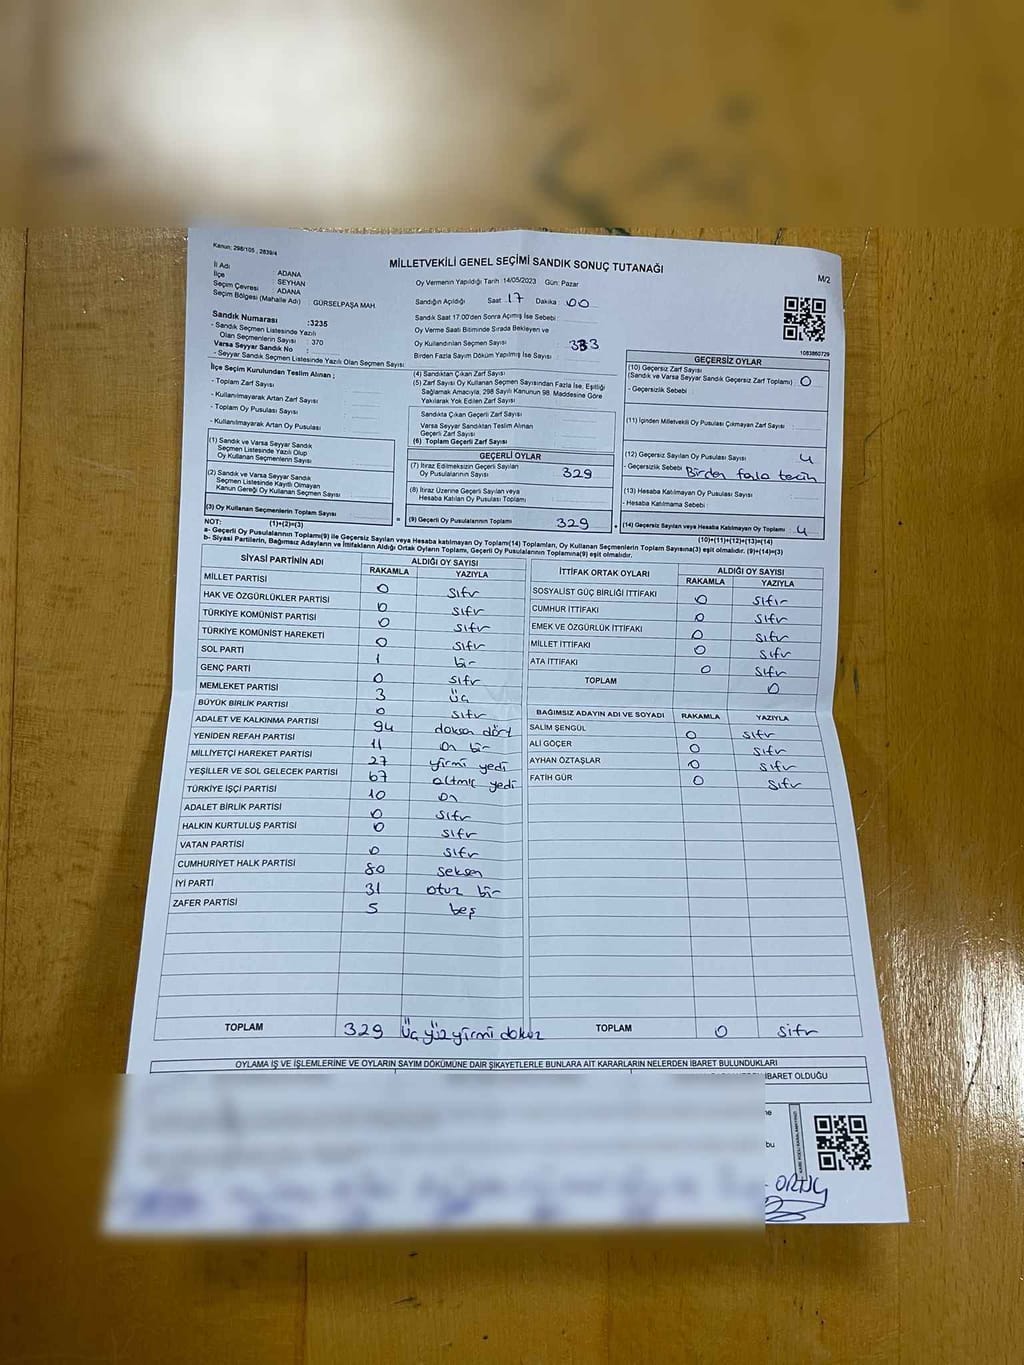 Kanun: 298/105 , 2839/4
MİLLETVEKİLİ GENEL SEÇİMİ SANDIK SONUÇ TUTANAĞI
M/2
İl Adı : ADANA
İlçe : SEYHAN
Seçim Çevresi : ADANA
Seçim Bölgesi (Mahalle Adı) : GÜRSELPAŞA MAH.
Oy Vermenin Yapıldığı Tarih :14/05/2023 Gün: Pazar
Sandığın Açıldığı Saat 17 Dakika : 00
Sandık Saat 17:00'den Sonra Açımış İse Sebebi :
Oy Verme Saati Bitiminde Sırada Bekleyen ve
Oy Kullandırılan Seçmen Sayısı : 333
Birden Fazla Sayım Döküm Yapılmış İse Sayısı :
1083860729
Sandık Numarası :3235
- Sandık Seçmen Listesinde Yazılı
Olan Seçmenlerin Sayısı : 370
Varsa Seyyar Sandık No :
- Seyyar Sandık Seçmen Listesinde Yazılı Olan Seçmen Sayısı:
İlçe Seçim Kurulundan Teslim Alınan ;
- Toplam Zarf Sayısı
- Kullanılmayarak Artan Zarf Sayısı
- Toplam Oy Pusulası Sayısı
- Kullanılmayarak Artan Oy Pusulası
(1) Sandık ve Varsa Seyyar Sandık
Seçmen Listesinde Yazılı Olup
Oy Kullanan Seçmenlerin Sayısı
(2) Sandık ve Varsa Seyyar Sandık
Seçmen Listesinde Kayıtlı Olmayan
Kanun Gereği Oy Kullanan Seçmen Sayısı
(3) Oy Kullanan Seçmenlerin Toplam Sayısı
(1)+(2)=(3)
(4) Sandıktan Çıkan Zarf Sayısı
(5) Zarf Sayısı Oy Kullanan Seçmen Sayısından Fazla İse, Eşitliği
Sağlamak Amacıyla, 298 Sayılı Kanunun 98. Maddesine Göre
Yakılarak Yok Edilen Zarf Sayısı
Sandıkta Çıkan Geçerli Zarf Sayısı
Varsa Seyyar Sandıktan Teslim Alınan
Geçerli Zarf Sayısı
(6) Toplam Geçerli Zarf Sayısı
GEÇERLİ OYLAR
(7) İtiraz Edilmeksizin Geçerli Sayılan
Oy Pusulalarının Sayısı 329
(8) İtiraz Üzerine Geçerli Sayılan veya
Hesaba Katılan Oy Pusulası Toplamı
= (9) Geçerli Oy Pusulalarının Toplamı 329 +
GEÇERSİZ OYLAR
(10) Geçersiz Zarf Sayısı
(Sandık ve Varsa Seyyar Sandık Geçersiz Zarf Toplamı) : 0
- Geçersizlik Sebebi :
(11) İçinden Milletvekili Oy Pusulası Çıkmayan Zarf Sayısı :
(12) Geçersiz Sayılan Oy Pusulası Sayısı 4
- Geçersizlik Sebebi : Birden fazla tercih
(13) Hesaba Katılmayan Oy Pusulası Sayısı
- Hesaba Katılmama Sebebi :
(14) Geçersiz Sayılan veya Hesaba Katılmayan Oy Toplamı : 4
(10)+(11)+(12)+(13)=(14)
NOT:
a- Geçerli Oy Pusulalarının Toplamı(9) ile Geçersiz Sayılan veya Hesaba katılmayan Oy Toplam(14) Toplamları, Oy Kullanan Seçmenlerin Toplam Sayısına(3) eşit olmalıdır. (9)+(14)=(3)
b- Siyasi Partilerin, Bağımsız Adayların ve İttifakların Aldığı Ortak Oyların Toplamı, Geçerli Oy Pusulalarının Toplamına(9) eşit olmalıdır.
SİYASİ PARTİNİN ADI ALDIĞI OY SAYISI
RAKAMLA YAZIYLA
MİLLET PARTİSİ 0 sıfır
HAK VE ÖZGÜRLÜKLER PARTİSİ 0 sıfır
TÜRKİYE KOMÜNİST PARTİSİ 0 sıfır
TÜRKİYE KOMÜNİST HAREKETİ 0 sıfır
SOL PARTİ 1 bir
GENÇ PARTİ 0 sıfır
MEMLEKET PARTİSİ 3 üç
BÜYÜK BİRLİK PARTİSİ 0 sıfır
ADALET VE KALKINMA PARTİSİ 94 doksan dört
YENİDEN REFAH PARTİSİ 11 on bir
MİLLİYETÇİ HAREKET PARTİSİ 27 yirmi yedi
YEŞİLLER VE SOL GELECEK PARTİSİ 67 altmış yedi
TÜRKİYE İŞÇİ PARTİSİ 10 on
ADALET BİRLİK PARTİSİ 0 sıfır
HALKIN KURTULUŞ PARTİSİ 0 sıfır
VATAN PARTİSİ 0 sıfır
CUMHURİYET HALK PARTİSİ 80 seksen
İYİ PARTİ 31 otuz bir
ZAFER PARTİSİ 5 beş
TOPLAM 329 üç yüz yirmi dokuz
İTTİFAK ORTAK OYLARI ALDIĞI OY SAYISI
RAKAMLA YAZIYLA
SOSYALİST GÜÇ BİRLİĞİ İTTİFAKI 0 sıfır
CUMHUR İTTİFAKI 0 sıfır
EMEK VE ÖZGÜRLÜK İTTİFAKI 0 sıfır
MİLLET İTTİFAKI 0 sıfır
ATA İTTİFAKI 0 sıfır
TOPLAM 0
BAĞIMSIZ ADAYIN ADI VE SOYADI RAKAMLA YAZIYLA
SALİM ŞENGÜL 0 sıfır
ALİ GÖÇER 0 sıfır
AYHAN ÖZTAŞLAR 0 sıfır
FATİH GÜR 0 sıfır
TOPLAM 0 sıfır
OYLAMA İŞ VE İŞLEMLERİNE VE OYLARIN SAYIM DÖKÜMÜNE DAİR ŞİKAYETLERLE BUNLARA AİT KARARLARIN NELERDEN İBARET BULUNDUKLARI
İBARET OLDUĞU